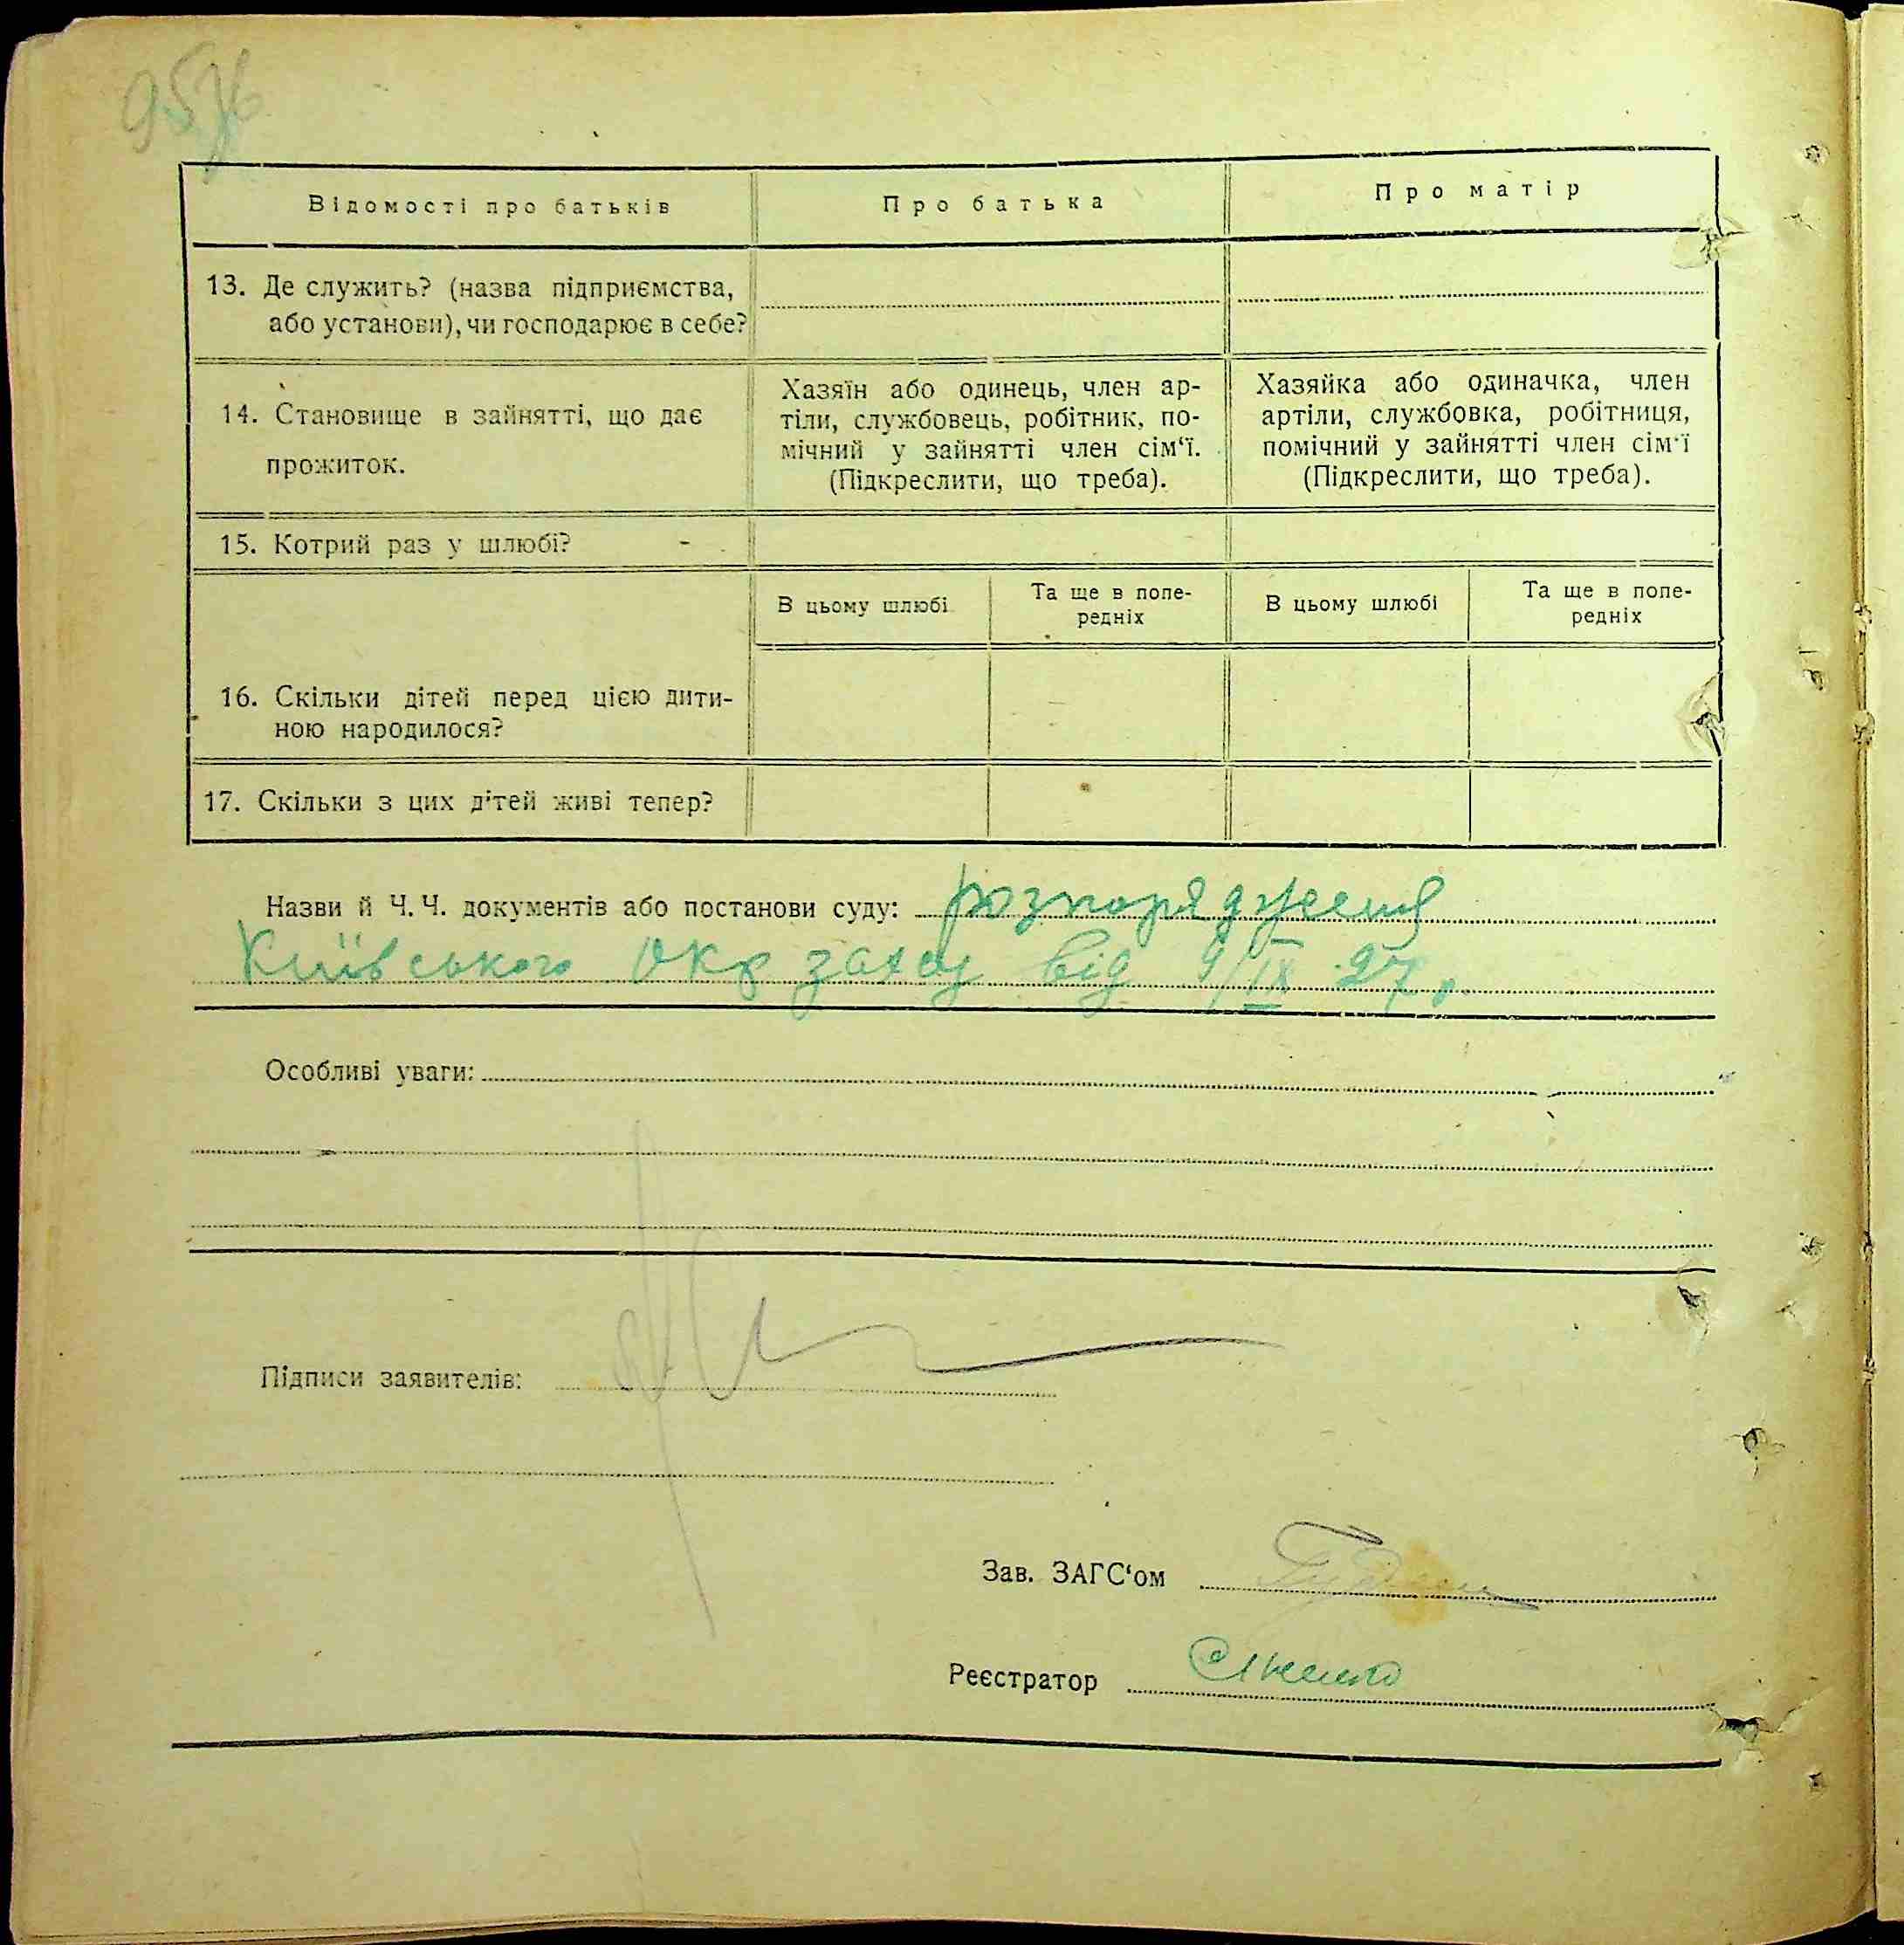 Відомості про батьків
Про батька
Про матір
13. Де служить? (назва підприємства,
або установи), чи господарює в себе?
14. Становище в зайнятті, що дає
прожиток.
Хазяїн або одинець, член ар-
тіли, службовець, робітник, по-
мічний у зайнятті член сім‘ї.
(Підкреслити, що треба).
Хазяйка або одиначка, член
артіли, службовка, робітниця,
помічний у зайнятті член сім‘ї
(Підкреслити, що треба).
15. Котрий раз у шлюбі?
В цьому шлюбі
Та ще в попе-
редніх
В цьому шлюбі
Та ще в попе-
редніх
16. Скільки дітей перед цією дити-
ною народилося?
17. Скільки з цих дітей живі тепер?
Назви й Ч. Ч. документів або постанови суду: розпорядження
Київського Окр від 9/IX 27 р.
Особливі уваги:
Підписи заявителів:
Зав. ЗАГС‘ом
Реєстратор